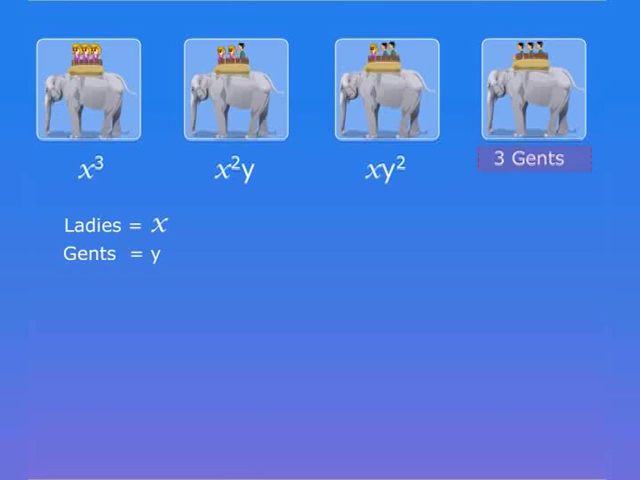 x³ x²y xy² 3 Gents
Ladies = x
Gents = y